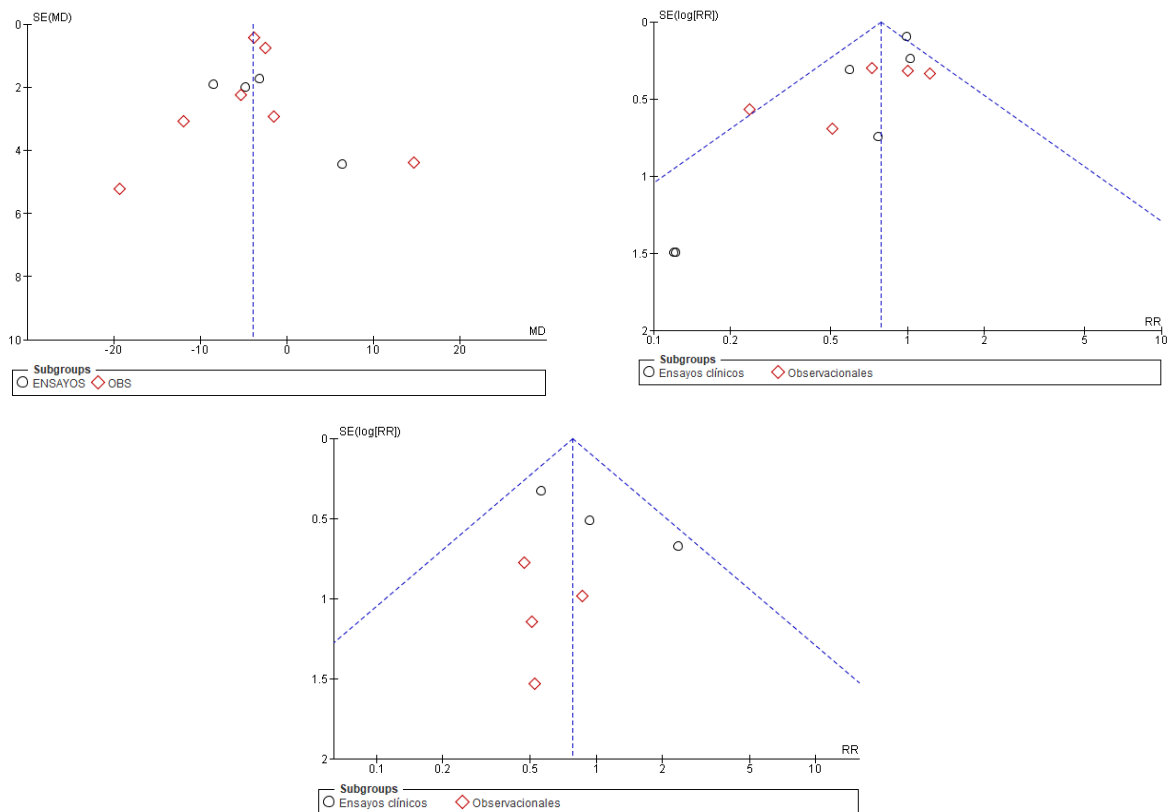 SE(MD)
0
2
4
6
8
10
-20
-10
0
10
20
MD
Subgroups
ENSAYOS
OBS
SE(log[RR])
0
0.5
1
1.5
2
0.1
0.2
0.5
1
2
5
10
RR
Subgroups
Ensayos clínicos
Observacionales
SE(log[RR])
0
0.5
1
1.5
2
0.1
0.2
0.5
1
2
5
10
RR
Subgroups
Ensayos clínicos
Observacionales